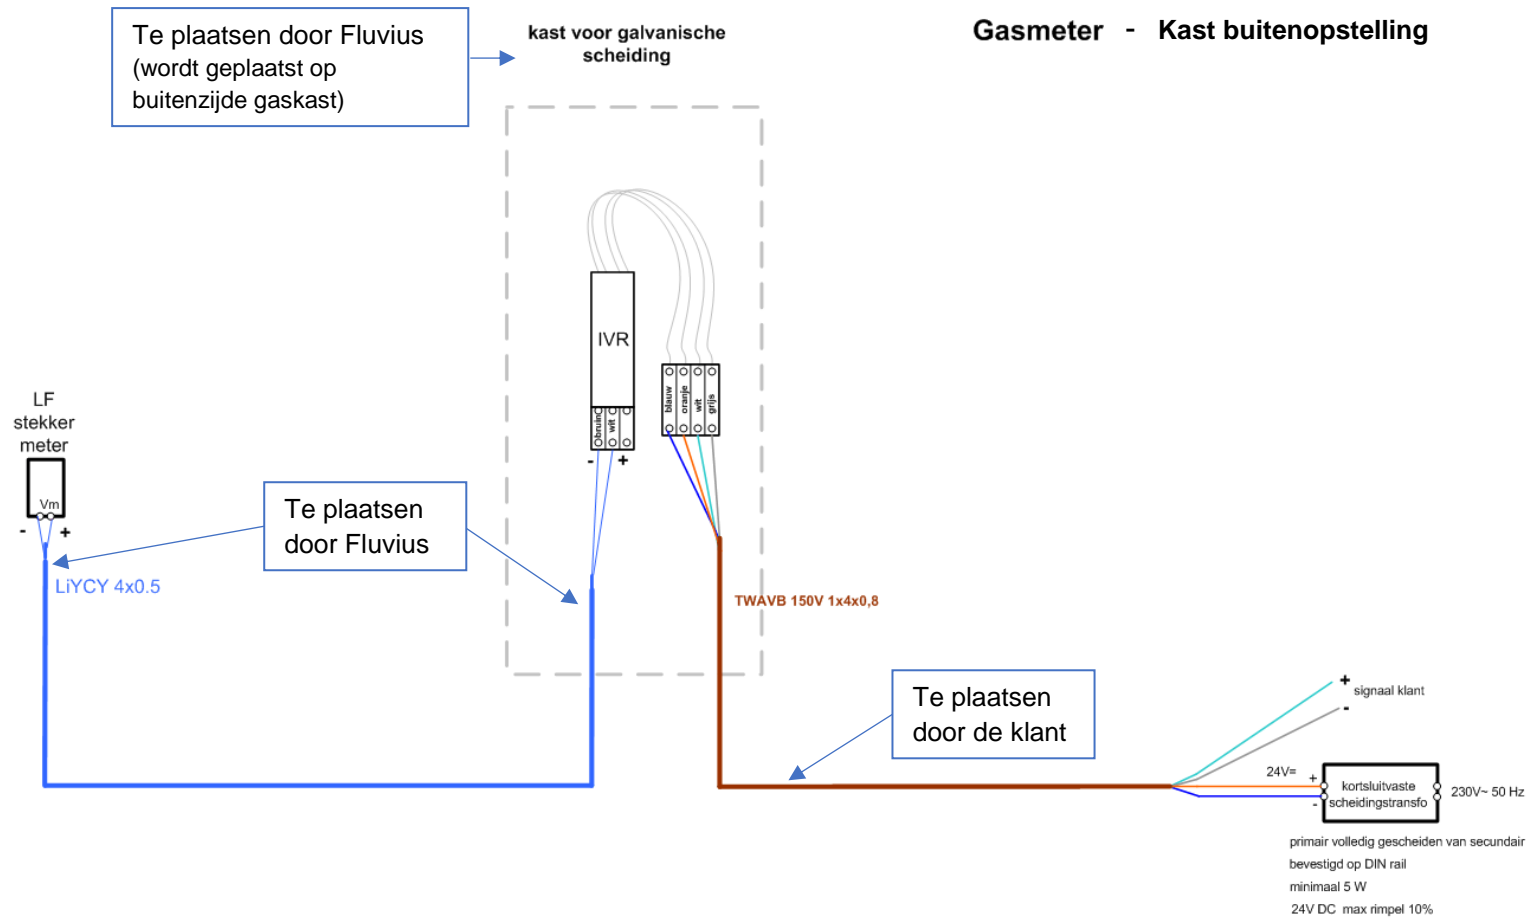 Te plaatsen door Fluvius
(wordt geplaatst op
buitenzijde gaskast)
kast voor galvanische
scheiding
Gasmeter - Kast buitenopstelling
IVR
blauw
oranje
wit
grijs
bruin
wit
- +
LF
stekker
meter
Vm
- +
LiYCY 4x0.5
Te plaatsen
door Fluvius
TWAVB 150V 1x4x0,8
Te plaatsen
door de klant
+
signaal klant
-
24V=
+
-
kortsluitvaste
scheidingstransfo
230V~ 50 Hz
primair volledig gescheiden van secundair
bevestigd op DIN rail
minimaal 5 W
24V DC max rimpel 10%